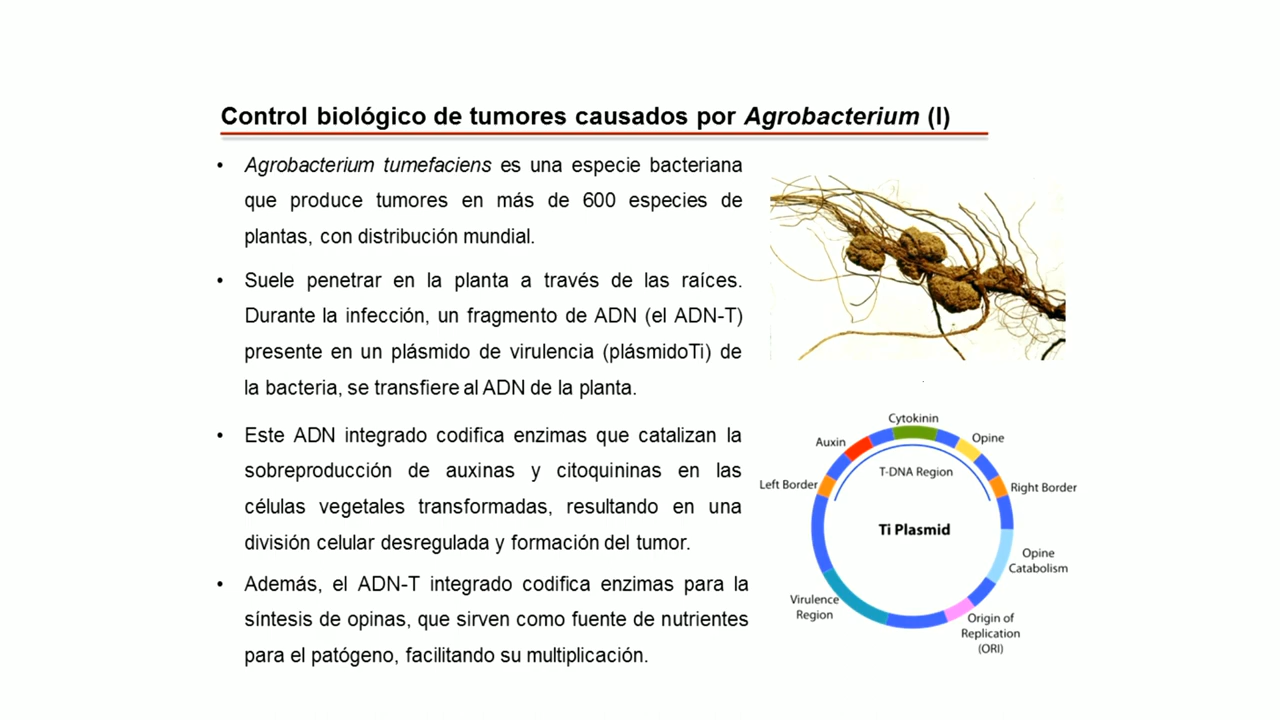 Control biológico de tumores causados por Agrobacterium (I)
• Agrobacterium tumefaciens es una especie bacteriana
que produce tumores en más de 600 especies de
plantas, con distribución mundial.
• Suele penetrar en la planta a través de las raíces.
Durante la infección, un fragmento de ADN (el ADN-T)
presente en un plásmido de virulencia (plásmidoTi) de
la bacteria, se transfiere al ADN de la planta.
• Este ADN integrado codifica enzimas que catalizan la
sobreproducción de auxinas y citoquininas en las
células vegetales transformadas, resultando en una
división celular desregulada y formación del tumor.
• Además, el ADN-T integrado codifica enzimas para la
síntesis de opinas, que sirven como fuente de nutrientes
para el patógeno, facilitando su multiplicación.
Cytokinin
Auxin
Opine
T-DNA Region
Left Border
Right Border
Ti Plasmid
Opine
Catabolism
Virulence
Region
Origin of
Replication
(ORI)